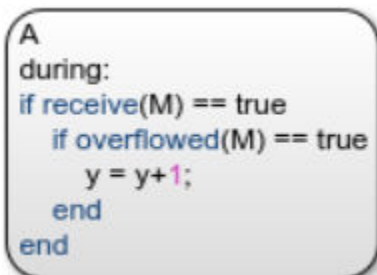 A
during:
if receive(M) == true
if overflowed(M) == true
y = y+1;
end
end